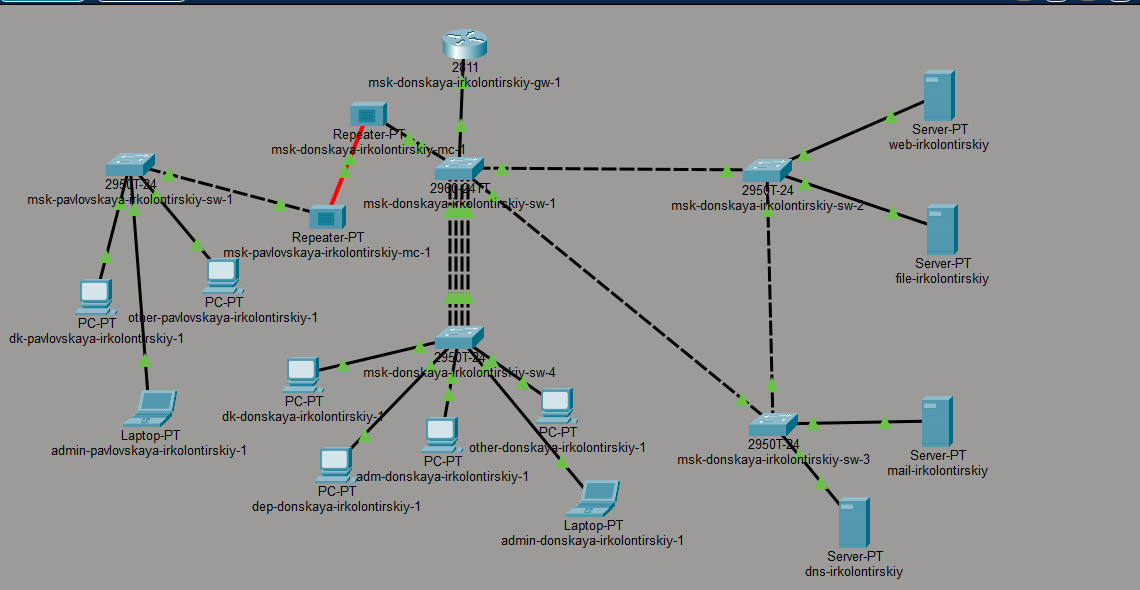 2811
msk-donskaya-irkolontirskiy-gw-1
Repeater-PT
msk-donskaya-irkolontirskiy-mc-1
2950T-24
msk-pavlovskaya-irkolontirskiy-sw-1
2960-24TT
msk-donskaya-irkolontirskiy-sw-1
2950T-24
msk-donskaya-irkolontirskiy-sw-2
Server-PT
web-irkolontirskiy
Repeater-PT
msk-pavlovskaya-irkolontirskiy-mc-1
Server-PT
file-irkolontirskiy
PC-PT
other-pavlovskaya-irkolontirskiy-1
PC-PT
dk-pavlovskaya-irkolontirskiy-1
2950T-24
msk-donskaya-irkolontirskiy-sw-4
PC-PT
dk-donskaya-irkolontirskiy-1
Laptop-PT
admin-pavlovskaya-irkolontirskiy-1
PC-PT
other-donskaya-irkolontirskiy-1
2950T-24
msk-donskaya-irkolontirskiy-sw-3
PC-PT
adm-donskaya-irkolontirskiy-1
Server-PT
mail-irkolontirskiy
PC-PT
dep-donskaya-irkolontirskiy-1
Laptop-PT
admin-donskaya-irkolontirskiy-1
Server-PT
dns-irkolontirskiy